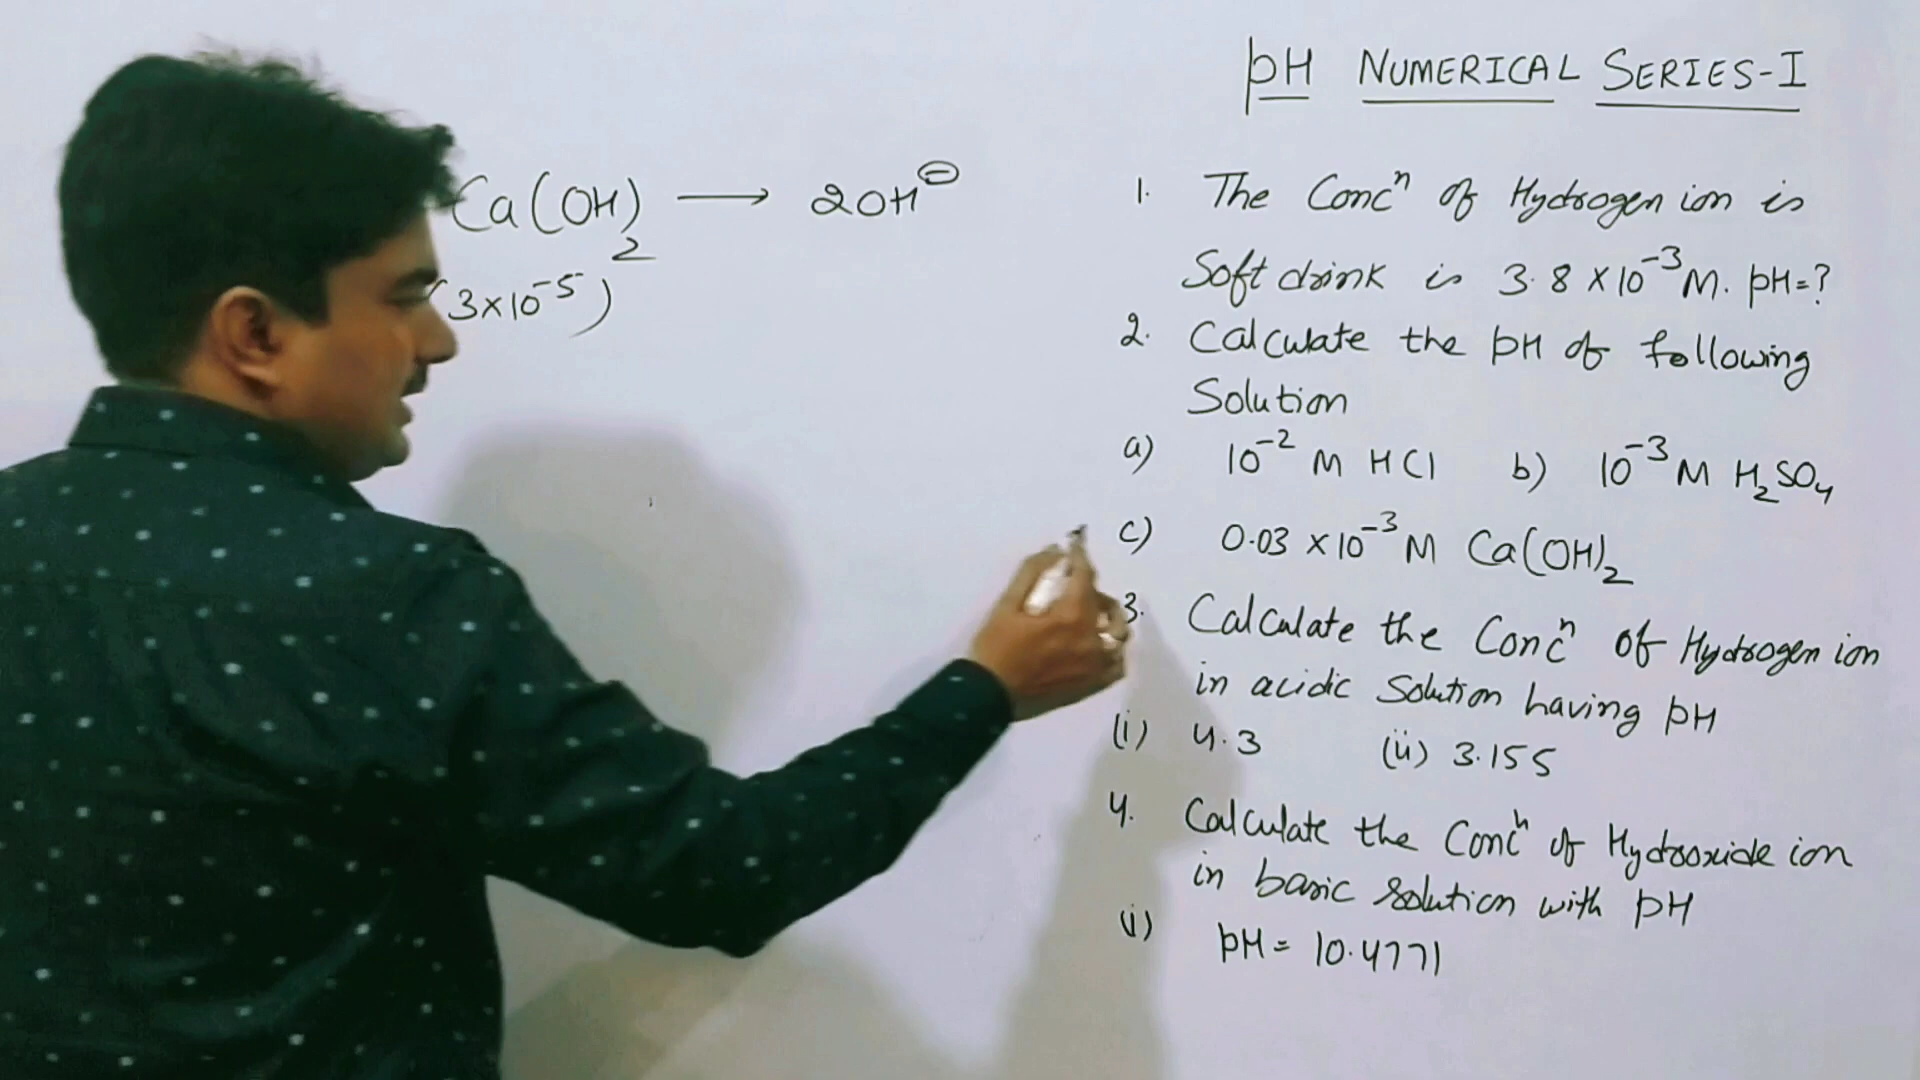 pH NUMERICAL SERIES-I
Ca(OH)₂ ⟶ 2OH⊖
(3×10⁻⁵)
1. The Concⁿ of Hydrogen ion is
Soft drink is 3.8 × 10⁻³ M. pH=?
2. Calculate the pH of following
Solution
a) 10⁻² M HCl b) 10⁻³ M H₂SO₄
c) 0.03 × 10⁻³ M Ca(OH)₂
3. Calculate the Concⁿ of Hydrogen ion
in acidic Solution having pH
(i) 4.3 (ii) 3.155
4. Calculate the Concⁿ of Hydrooxide ion
in basic solution with pH
(i) pH = 10.4771